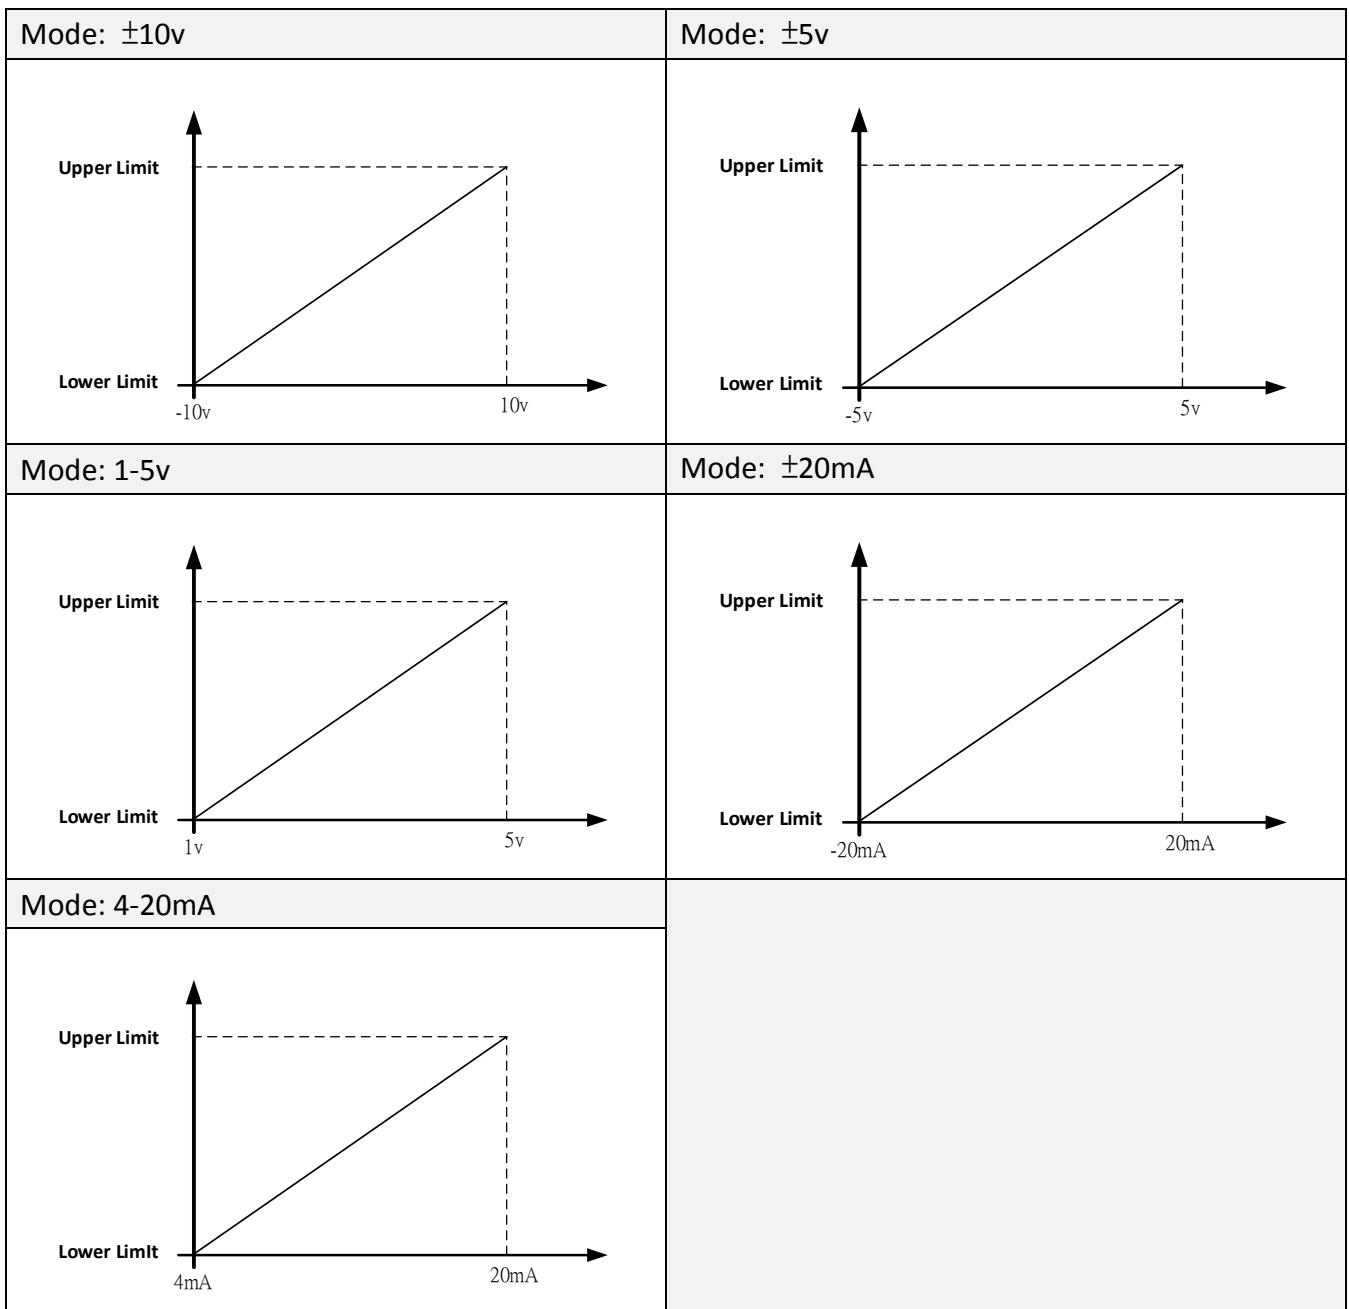 Mode: ±10v
Upper Limit
Lower Limit
-10v
10v
Mode: ±5v
Upper Limit
Lower Limit
-5v
5v
Mode: 1-5v
Upper Limit
Lower Limit
1v
5v
Mode: ±20mA
Upper Limit
Lower Limit
-20mA
20mA
Mode: 4-20mA
Upper Limit
Lower LimIt
4mA
20mA